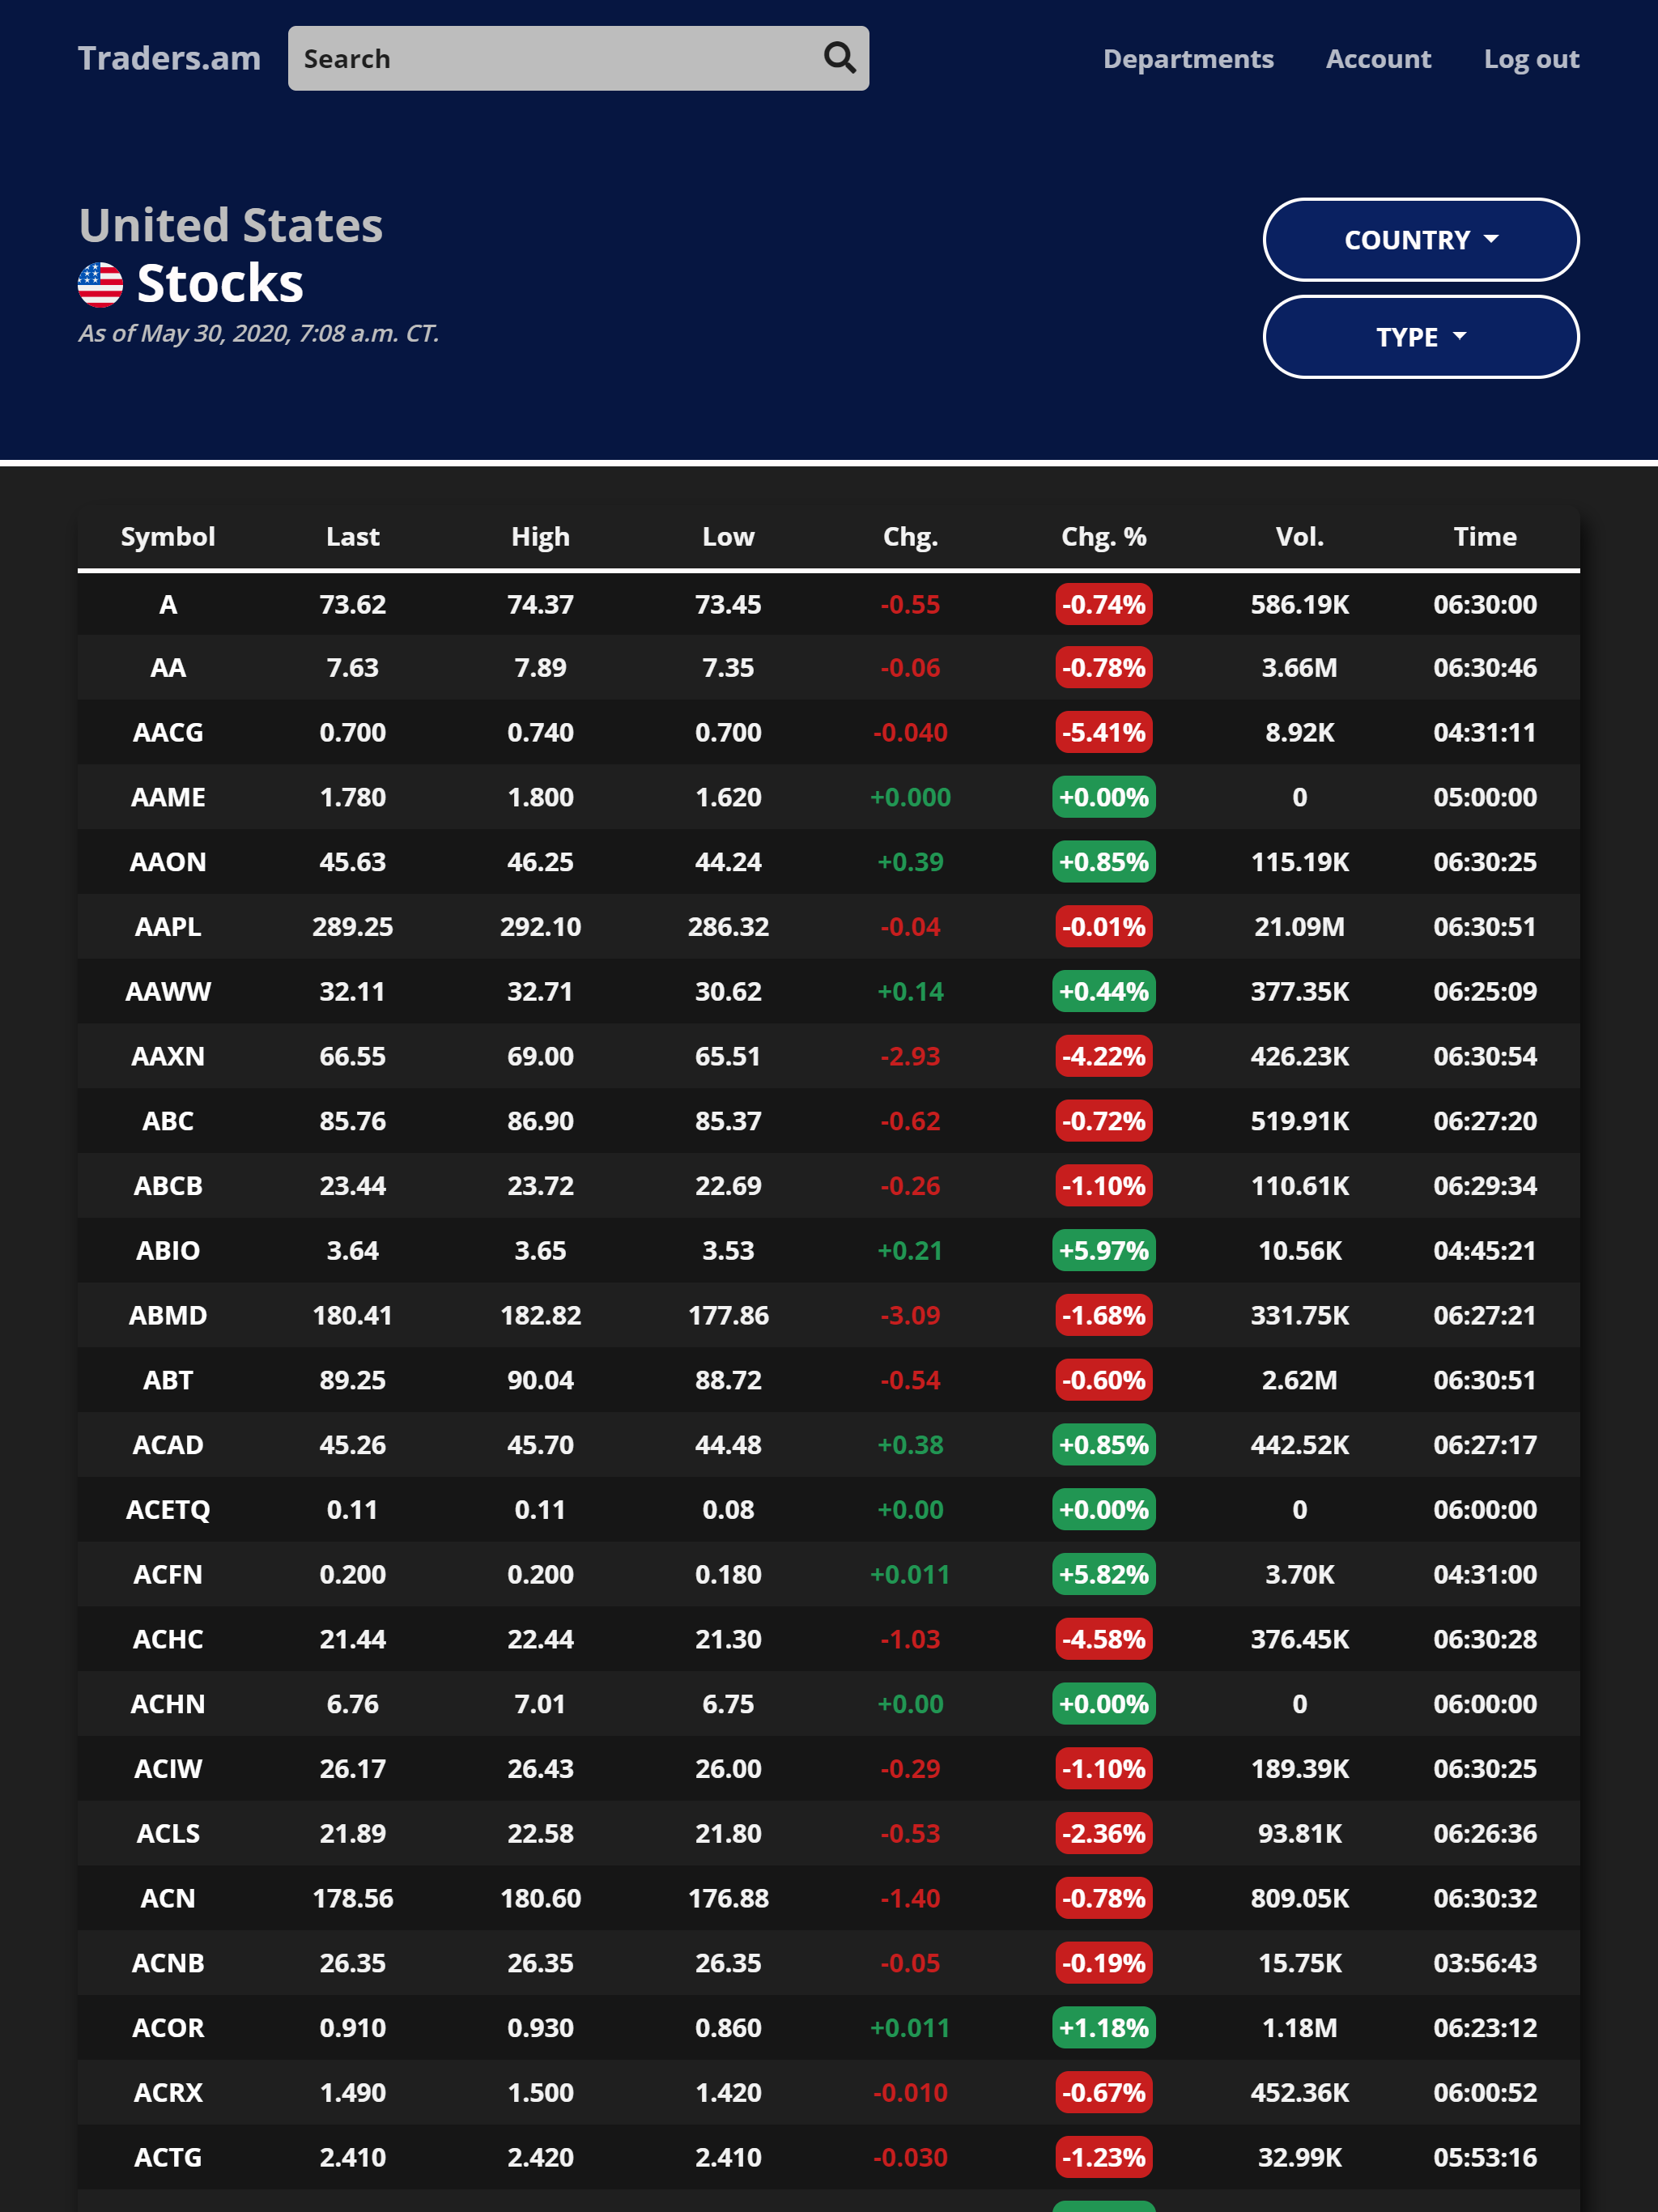 Traders.am Search Departments Account Log out
United States
Stocks
As of May 30, 2020, 7:08 a.m. CT.
COUNTRY
TYPE
Symbol Last High Low Chg. Chg. % Vol. Time
A 73.62 74.37 73.45 -0.55 -0.74% 586.19K 06:30:00
AA 7.63 7.89 7.35 -0.06 -0.78% 3.66M 06:30:46
AACG 0.700 0.740 0.700 -0.040 -5.41% 8.92K 04:31:11
AAME 1.780 1.800 1.620 +0.000 +0.00% 0 05:00:00
AAON 45.63 46.25 44.24 +0.39 +0.85% 115.19K 06:30:25
AAPL 289.25 292.10 286.32 -0.04 -0.01% 21.09M 06:30:51
AAWW 32.11 32.71 30.62 +0.14 +0.44% 377.35K 06:25:09
AAXN 66.55 69.00 65.51 -2.93 -4.22% 426.23K 06:30:54
ABC 85.76 86.90 85.37 -0.62 -0.72% 519.91K 06:27:20
ABCB 23.44 23.72 22.69 -0.26 -1.10% 110.61K 06:29:34
ABIO 3.64 3.65 3.53 +0.21 +5.97% 10.56K 04:45:21
ABMD 180.41 182.82 177.86 -3.09 -1.68% 331.75K 06:27:21
ABT 89.25 90.04 88.72 -0.54 -0.60% 2.62M 06:30:51
ACAD 45.26 45.70 44.48 +0.38 +0.85% 442.52K 06:27:17
ACETQ 0.11 0.11 0.08 +0.00 +0.00% 0 06:00:00
ACFN 0.200 0.200 0.180 +0.011 +5.82% 3.70K 04:31:00
ACHC 21.44 22.44 21.30 -1.03 -4.58% 376.45K 06:30:28
ACHN 6.76 7.01 6.75 +0.00 +0.00% 0 06:00:00
ACIW 26.17 26.43 26.00 -0.29 -1.10% 189.39K 06:30:25
ACLS 21.89 22.58 21.80 -0.53 -2.36% 93.81K 06:26:36
ACN 178.56 180.60 176.88 -1.40 -0.78% 809.05K 06:30:32
ACNB 26.35 26.35 26.35 -0.05 -0.19% 15.75K 03:56:43
ACOR 0.910 0.930 0.860 +0.011 +1.18% 1.18M 06:23:12
ACRX 1.490 1.500 1.420 -0.010 -0.67% 452.36K 06:00:52
ACTG 2.410 2.420 2.410 -0.030 -1.23% 32.99K 05:53:16